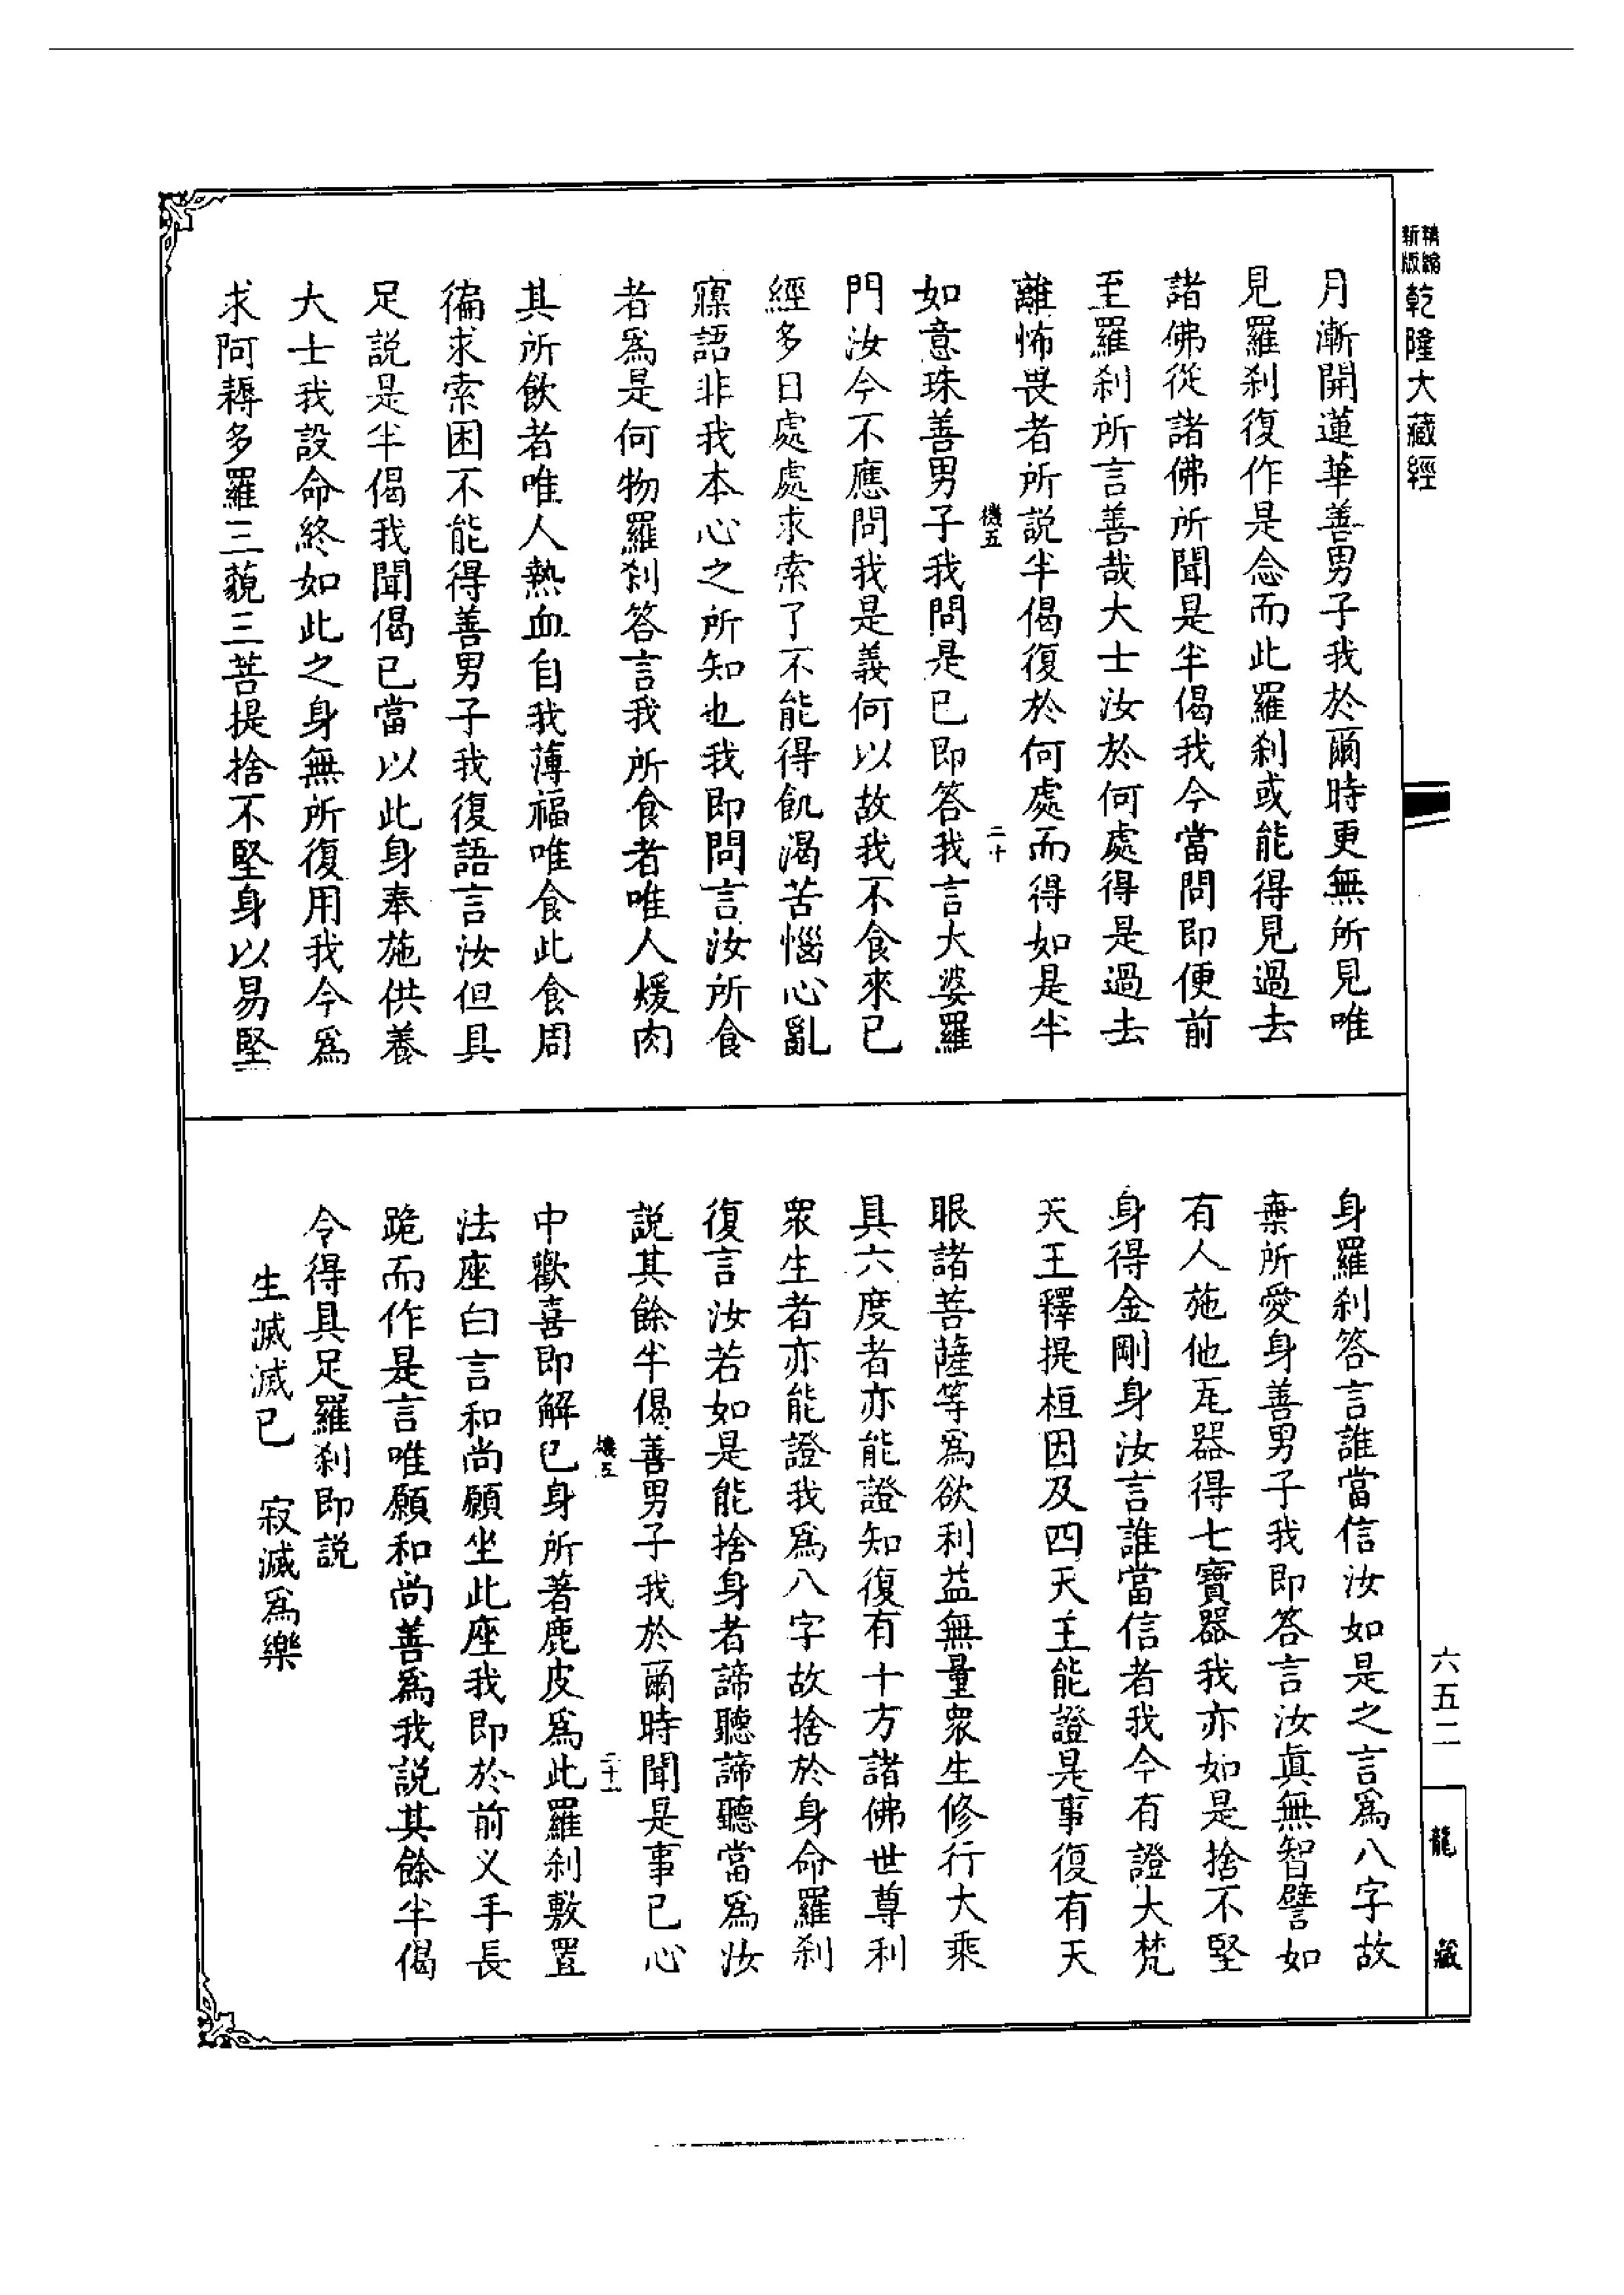 精縮
新版
乾隆大藏經
月漸開蓮華善男子我於爾時更無所見唯
見羅剎復作是念而此羅剎或能得見過去
諸佛從諸佛所聞是半偈我今當問即便前
至羅剎所言善哉大士汝於何處得是過去
離怖畏者所說半偈復於何處而得如是半
機五
二十
如意珠善男子我問是已即答我言大婆羅
門汝今不應問我是義何以故我不食來已
經多日處處求索了不能得飢渴苦惱心亂
寱語非我本心之所知也我即問言汝所食
者為是何物羅剎答言我所食者唯人煖肉
其所飲者唯人熱血自我薄福唯食此食周
徧求索困不能得善男子我復語言汝但具
足說是半偈我聞偈已當以此身奉施供養
大士我設命終如此之身無所復用我今為
求阿耨多羅三藐三菩提捨不堅身以易堅
身羅剎答言誰當信汝如是之言為八字故
棄所愛身善男子我即答言汝真無智譬如
有人施他瓦器得七寶器我亦如是捨不堅
身得金剛身汝言誰當信者我今有證大梵
天王釋提桓因及四天王能證是事復有天
眼諸菩薩等為欲利益無量眾生修行大乘
具六度者亦能證知復有十方諸佛世尊利
眾生者亦能證我為八字故捨於身命羅剎
復言汝若如是能捨身者諦聽諦聽當為汝
說其餘半偈善男子我於爾時聞是事已心
機五
二十一
中歡喜即解已身所著鹿皮為此羅剎敷置
法座白言和尚願坐此座我即於前叉手長
跪而作是言唯願和尚善為我說其餘半偈
令得具足羅剎即說
生滅滅已　寂滅為樂
六五二
龍藏